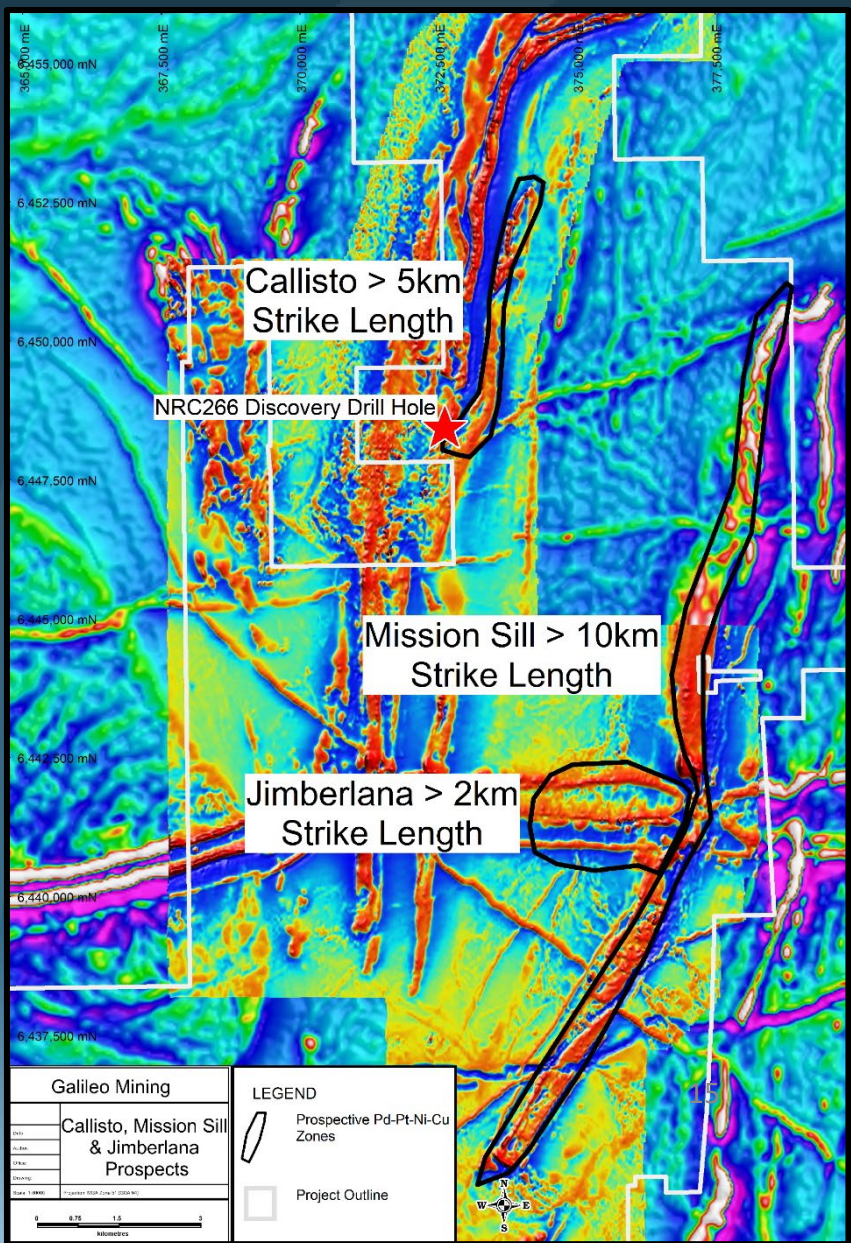 365,000 mE
367,500 mE
370,000 mE
372,500 mE
375,000 mE
377,500 mE
6,455,000 mN
6,452,500 mN
Callisto > 5km
Strike Length
6,450,000 mN
NRC266 Discovery Drill Hole
6,447,500 mN
6,445,000 mN
Mission Sill > 10km
Strike Length
6,442,500 mN
Jimberlana > 2km
Strike Length
6,440,000 mN
6,437,500 mN
15
Galileo Mining
Callisto, Mission Sill
& Jimberlana
Prospects
Date:
Author:
Office:
Drawing:
0 0.75 1.5 3
kilometres
LEGEND
Prospective Pd-Pt-Ni-Cu
Zones
Project Outline
N
W E
S